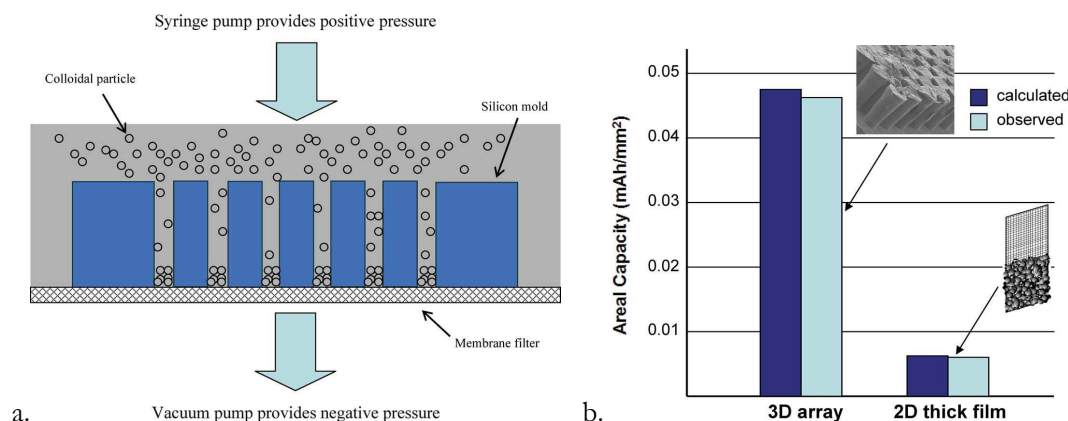 Syringe pump provides positive pressure
Colloidal particle
Silicon mold
Membrane filter
Vacuum pump provides negative pressure
a.
Areal Capacity (mAh/mm²)
0.05
0.04
0.03
0.02
0.01
calculated
observed
3D array
2D thick film
b.